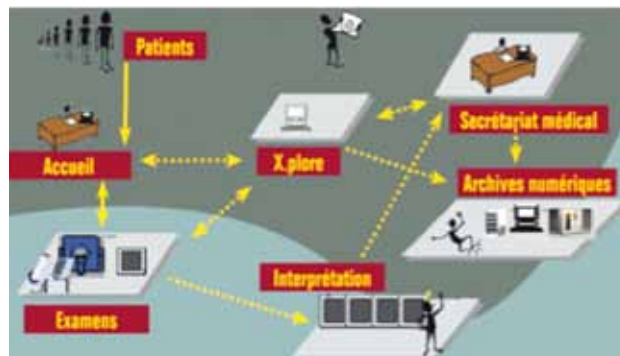 Patients
Accueil
X.plore
Secrétariat médical
Archives numériques
Interprétation
Examens